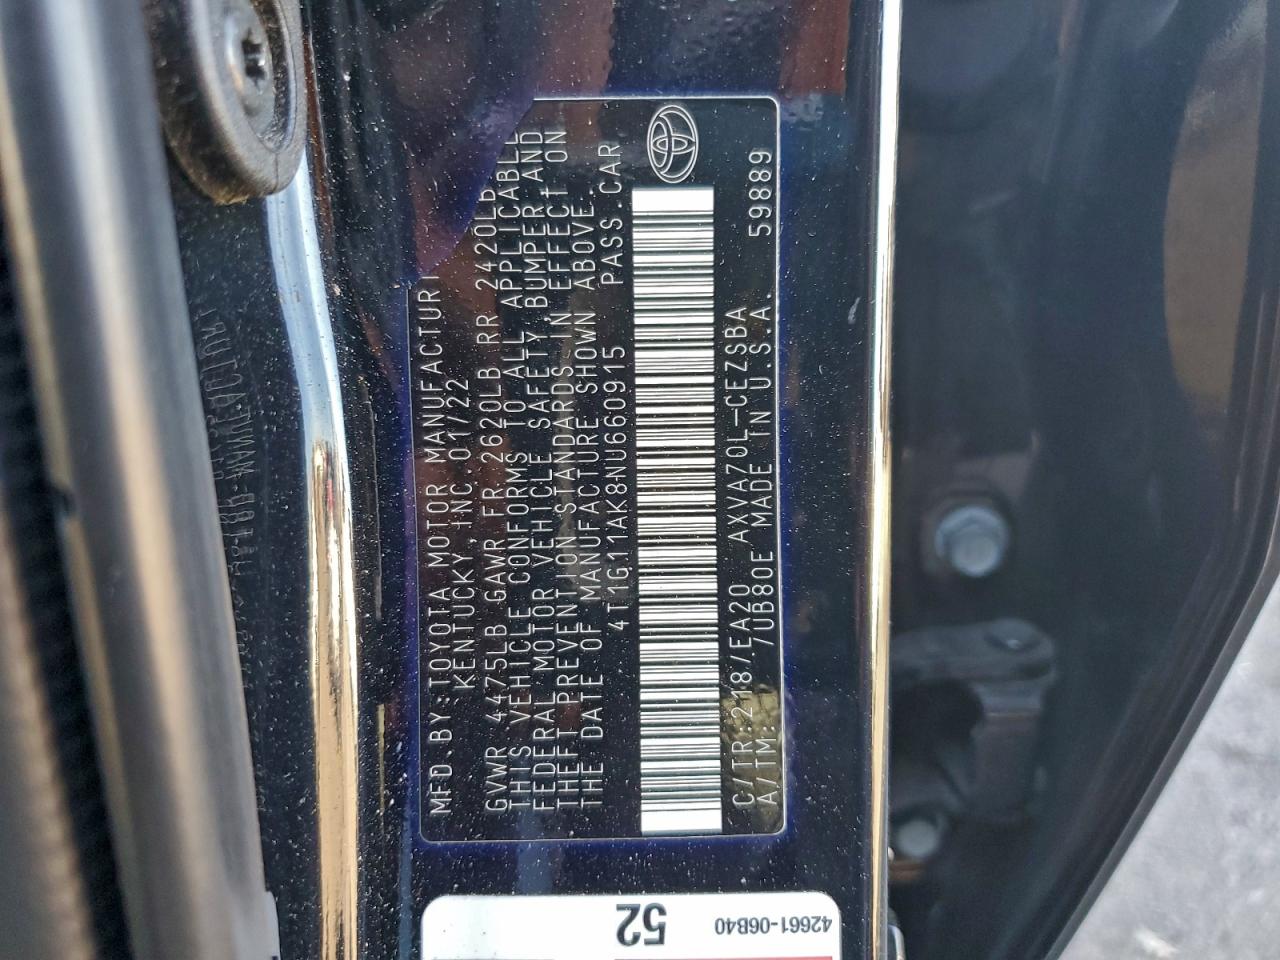 MFD.BY:TOYOTA MOTOR MANUFACTURI
KENTUCKY,INC.01/22
GVWR 4475LB GAWR FR 2620LB RR 2420LB
THIS VEHICLE CONFORMS TO ALL APPLICABLE
FEDERAL MOTOR VEHICLE SAFETY,BUMPER AND
THEFT PREVENTION STANDARDS IN EFFECT ON
THE DATE OF MANUFACTURE SHOWN ABOVE.
4T1G11AK8NU660915 PASS.CAR
C/TR:218/EA20 AXVA70L-CEZSBA 59889
A/TM: /UB80E MADE IN U.S.A.
52
42661-06B40